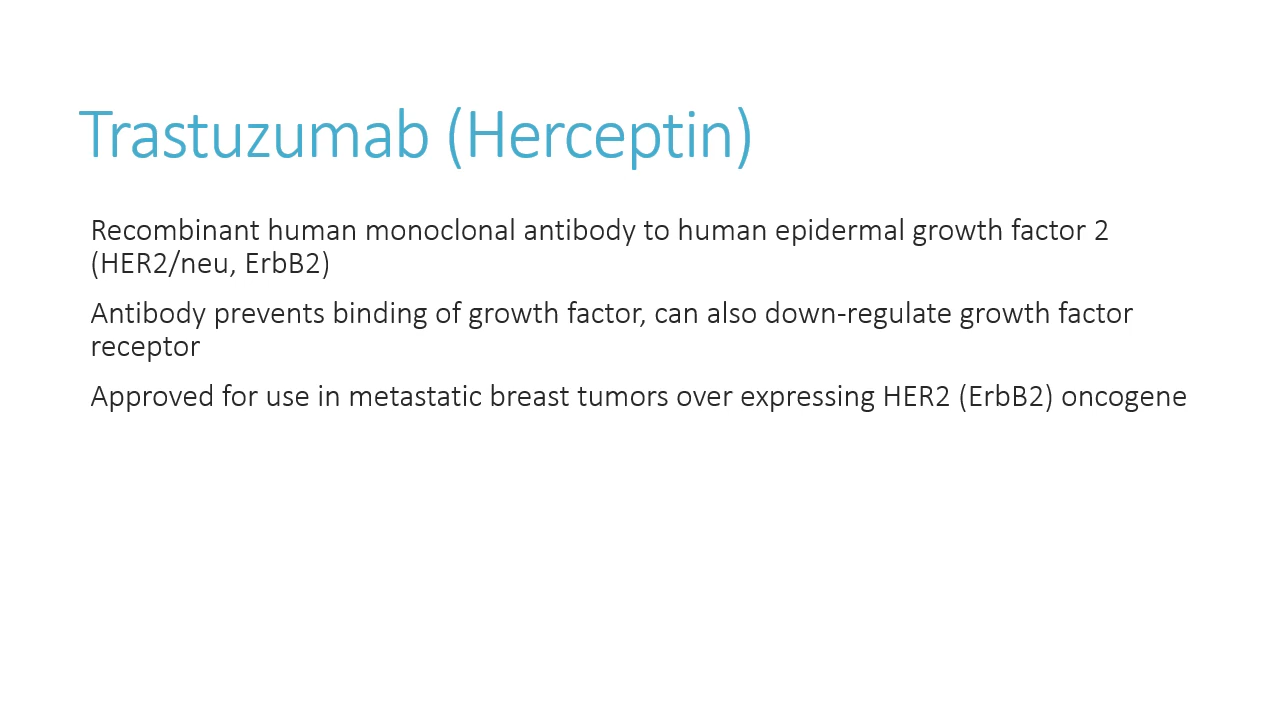 Trastuzumab (Herceptin)
Recombinant human monoclonal antibody to human epidermal growth factor 2
(HER2/neu, ErbB2)
Antibody prevents binding of growth factor, can also down-regulate growth factor
receptor
Approved for use in metastatic breast tumors over expressing HER2 (ErbB2) oncogene